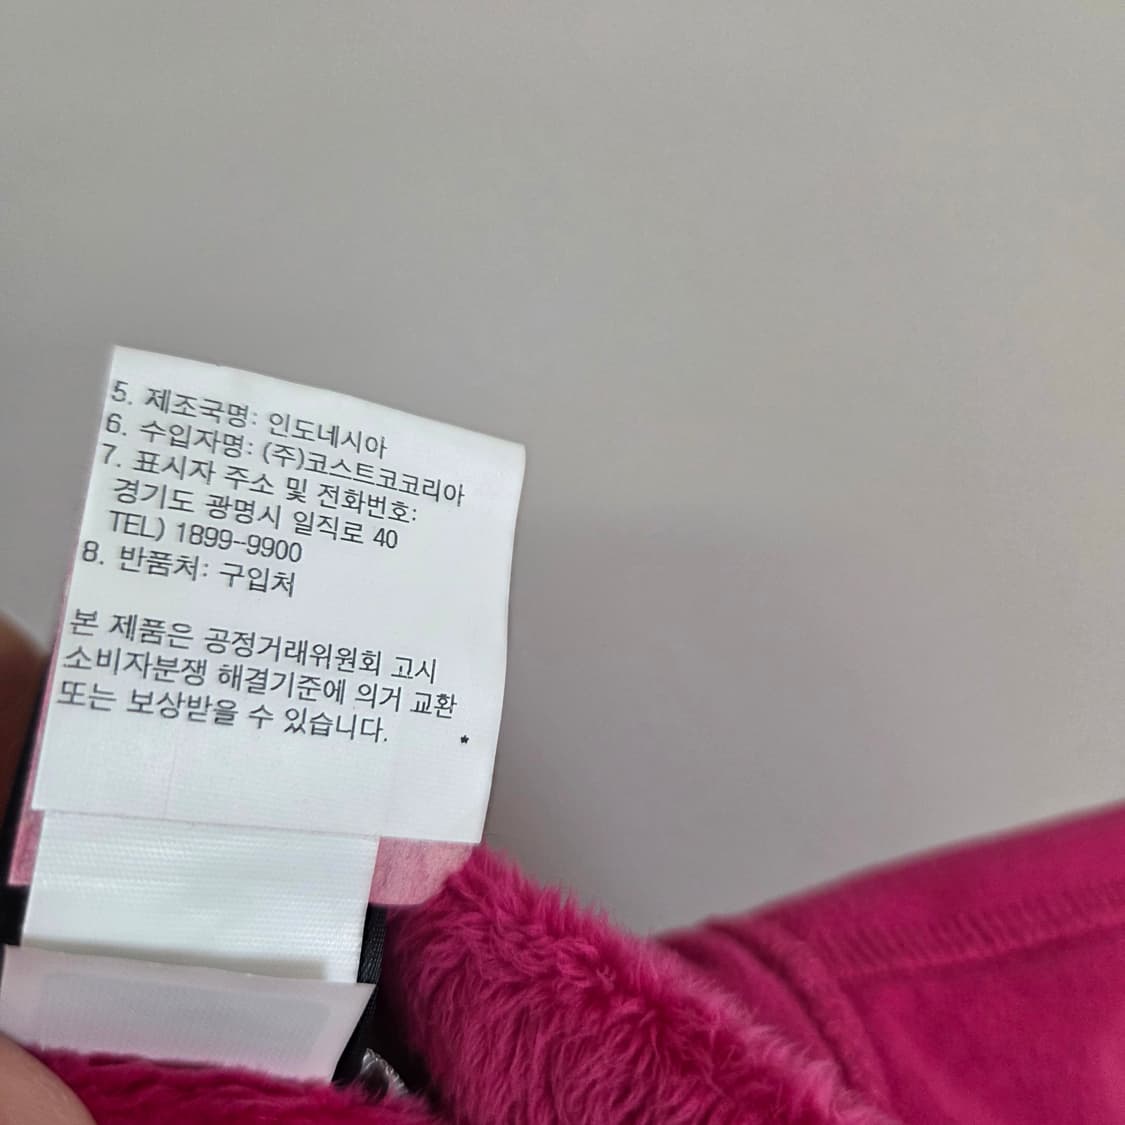 5. 제조국명: 인도네시아
6. 수입자명: (주)코스트코코리아
7. 표시자 주소 및 전화번호:
경기도 광명시 일직로 40
TEL) 1899-9900
8. 반품처: 구입처
본 제품은 공정거래위원회 고시
소비자분쟁 해결기준에 의거 교환
또는 보상받을 수 있습니다.
*